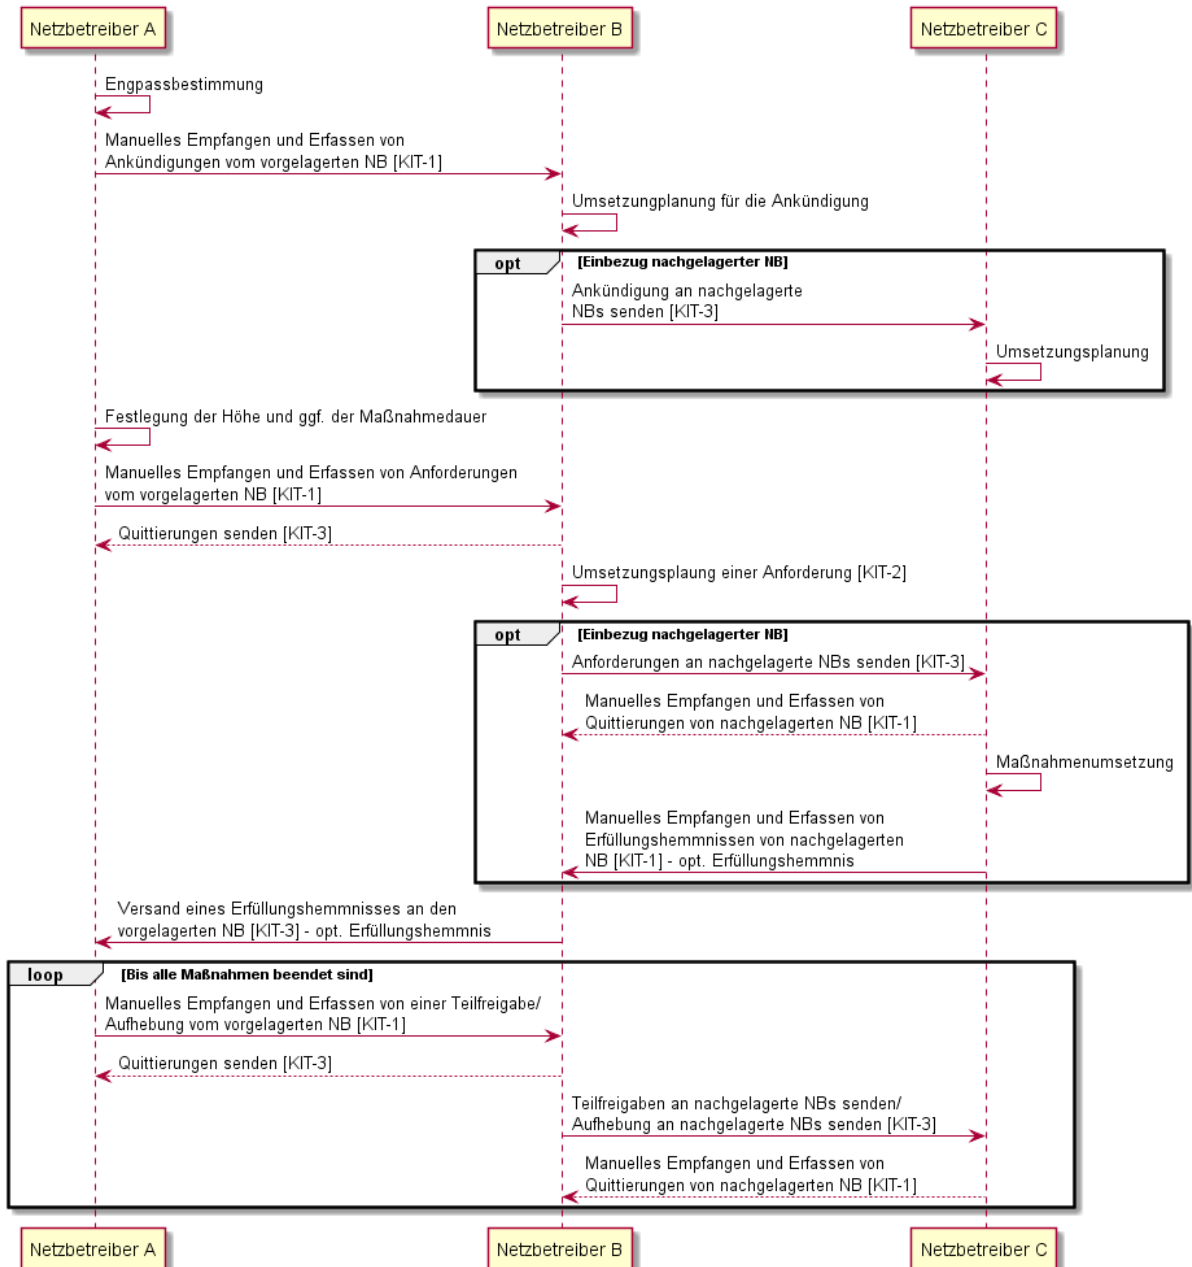 Netzbetreiber A
Netzbetreiber B
Netzbetreiber C
Engpassbestimmung
Manuelles Empfangen und Erfassen von
Ankündigungen vom vorgelagerten NB [KIT-1]
Umsetzungplanung für die Ankündigung
opt
[Einbezug nachgelagerter NB]
Ankündigung an nachgelagerte
NBs senden [KIT-3]
Umsetzungsplanung
Festlegung der Höhe und ggf. der Maßnahmedauer
Manuelles Empfangen und Erfassen von Anforderungen
vom vorgelagerten NB [KIT-1]
Quittierungen senden [KIT-3]
Umsetzungsplaung einer Anforderung [KIT-2]
opt
[Einbezug nachgelagerter NB]
Anforderungen an nachgelagerte NBs senden [KIT-3]
Manuelles Empfangen und Erfassen von
Quittierungen von nachgelagerten NB [KIT-1]
Maßnahmenumsetzung
Manuelles Empfangen und Erfassen von
Erfüllungshemmnissen von nachgelagerten
NB [KIT-1] - opt. Erfüllungshemmnis
Versand eines Erfüllungshemmnisses an den
vorgelagerten NB [KIT-3] - opt. Erfüllungshemmnis
loop
[Bis alle Maßnahmen beendet sind]
Manuelles Empfangen und Erfassen von einer Teilfreigabe/
Aufhebung vom vorgelagerten NB [KIT-1]
Quittierungen senden [KIT-3]
Teilfreigaben an nachgelagerte NBs senden/
Aufhebung an nachgelagerte NBs senden [KIT-3]
Manuelles Empfangen und Erfassen von
Quittierungen von nachgelagerten NB [KIT-1]
Netzbetreiber A
Netzbetreiber B
Netzbetreiber C